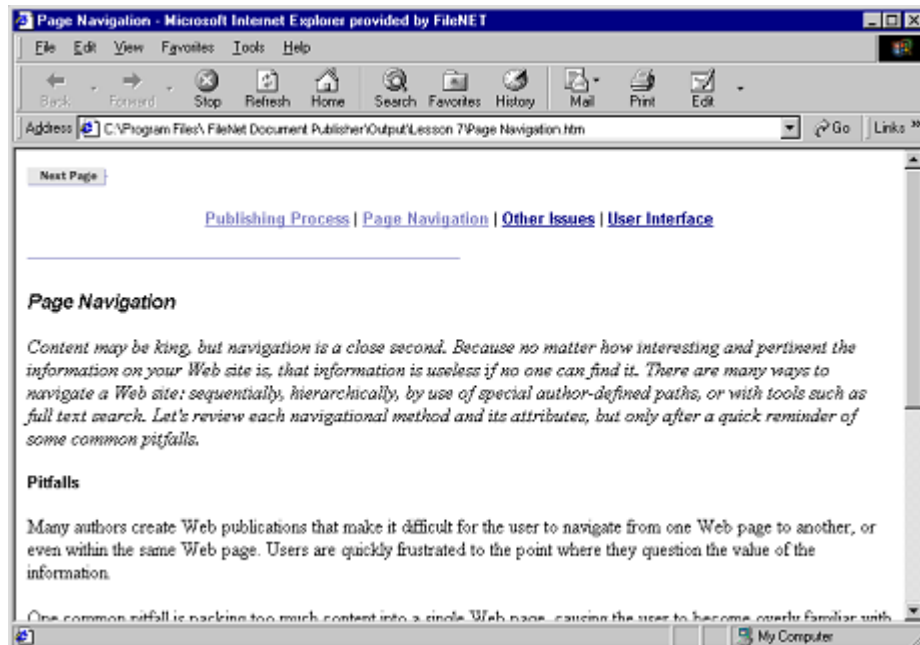 Page Navigation - Microsoft Internet Explorer provided by FileNET
File Edit View Favorites Tools Help
Back Forward Stop Refresh Home Search Favorites History Mail Print Edit
Address C:\Program Files\ FileNet Document Publisher\Output\Lesson 7\Page Navigation.htm Go Links »
Next Page
Publishing Process | Page Navigation | Other Issues | User Interface
Page Navigation
Content may be king, but navigation is a close second. Because no matter how interesting and pertinent the
information on your Web site is, that information is useless if no one can find it. There are many ways to
navigate a Web site: sequentially, hierarchically, by use of special author-defined paths, or with tools such as
full text search. Let's review each navigational method and its attributes, but only after a quick reminder of
some common pitfalls.
Pitfalls
Many authors create Web publications that make it difficult for the user to navigate from one Web page to another, or
even within the same Web page. Users are quickly frustrated to the point where they question the value of the
information.
One common pitfall is packing too much content into a single Web page, causing the user to become overly familiar with
My Computer